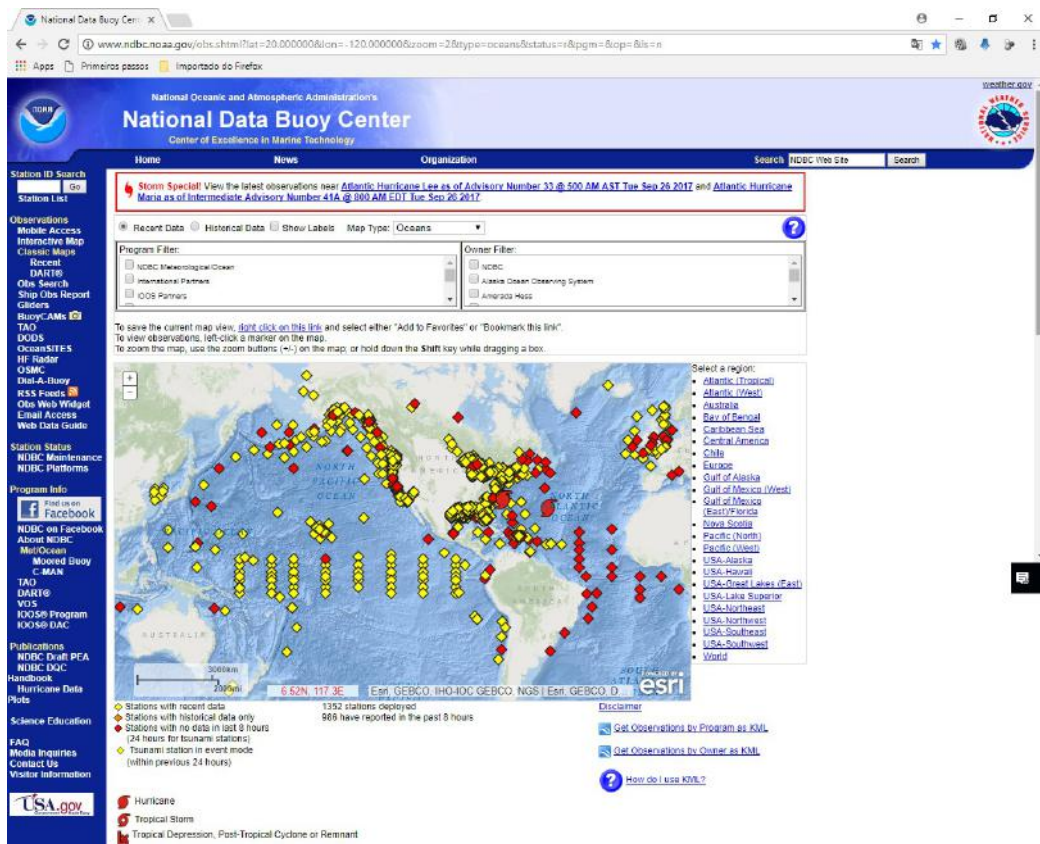 National Data Buoy Cen
www.ndbc.noaa.gov/obs.shtml?lat=20.000000&lon=-120.000000&zoom=2&type=oceans&status=r&pgm=&op=&ls=n
Apps Primeiros passos Importado do Firefox
weather.gov
National Oceanic and Atmospheric Administration's
National Data Buoy Center
Center of Excellence in Marine Technology
Home News Organization Search NDBC Web Site Search
Station ID Search
Go
Station List
Observations
Mobile Access
Interactive Map
Classic Maps
Recent
DART®
Obs Search
Ship Obs Report
Gliders
BuoyCAMs
TAO
DODS
OceanSITES
HF Radar
OSMC
Dial-A-Buoy
RSS Feeds
Obs Web Widget
Email Access
Web Data Guide
Station Status
NDBC Maintenance
NDBC Platforms
Program Info
Find us on
Facebook
NDBC on Facebook
About NDBC
Met/Ocean
Moored Buoy
C-MAN
TAO
DART®
VOS
IOOS® Program
IOOS® DAC
Publications
NDBC Draft PEA
NDBC DQC
Handbook
Hurricane Data
Plots
Science Education
FAQ
Media Inquiries
Contact Us
Visitor Information
USA.gov
Storm Special! View the latest observations near Atlantic Hurricane Lee as of Advisory Number 33 @ 500 AM AST Tue Sep 26 2017 and Atlantic Hurricane
Maria as of Intermediate Advisory Number 41A @ 800 AM EDT Tue Sep 26 2017.
Recent Data Historical Data Show Labels Map Type: Oceans
Program Filter: Owner Filter:
NDBC Meteorological/Ocean NDBC
International Partners Alaska Ocean Observing System
IOOS Partners Amerada Hess
To save the current map view, right click on this link and select either "Add to Favorites" or "Bookmark this link".
To view observations, left-click a marker on the map.
To zoom the map, use the zoom buttons (+/-) on the map, or hold down the Shift key while dragging a box.
+
-
NORTH
PACIFIC
OCEAN
NORTH
ATLANTIC
OCEAN
AUSTRALIA
3000km
2000mi
6.52N, 117.3E
Esri, GEBCO, IHO-IOC GEBCO, NGS | Esri, GEBCO, D...
POWERED BY
esri
Select a region:
Atlantic (Tropical)
Atlantic (West)
Australia
Bay of Bengal
Caribbean Sea
Central America
Chile
Europe
Gulf of Alaska
Gulf of Mexico (West)
Gulf of Mexico
(East)/Florida
Nova Scotia
Pacific (North)
Pacific (West)
USA-Alaska
USA-Hawaii
USA-Great Lakes (East)
USA-Lake Superior
USA-Northeast
USA-Northwest
USA-Southeast
USA-Southwest
World
Stations with recent data 1352 stations deployed
Stations with historical data only 986 have reported in the past 8 hours
Stations with no data in last 8 hours
(24 hours for tsunami stations)
Tsunami station in event mode
(within previous 24 hours)
Disclaimer
Get Observations by Program as KML
Get Observations by Owner as KML
How do I use KML?
Hurricane
Tropical Storm
Tropical Depression, Post-Tropical Cyclone or Remnant